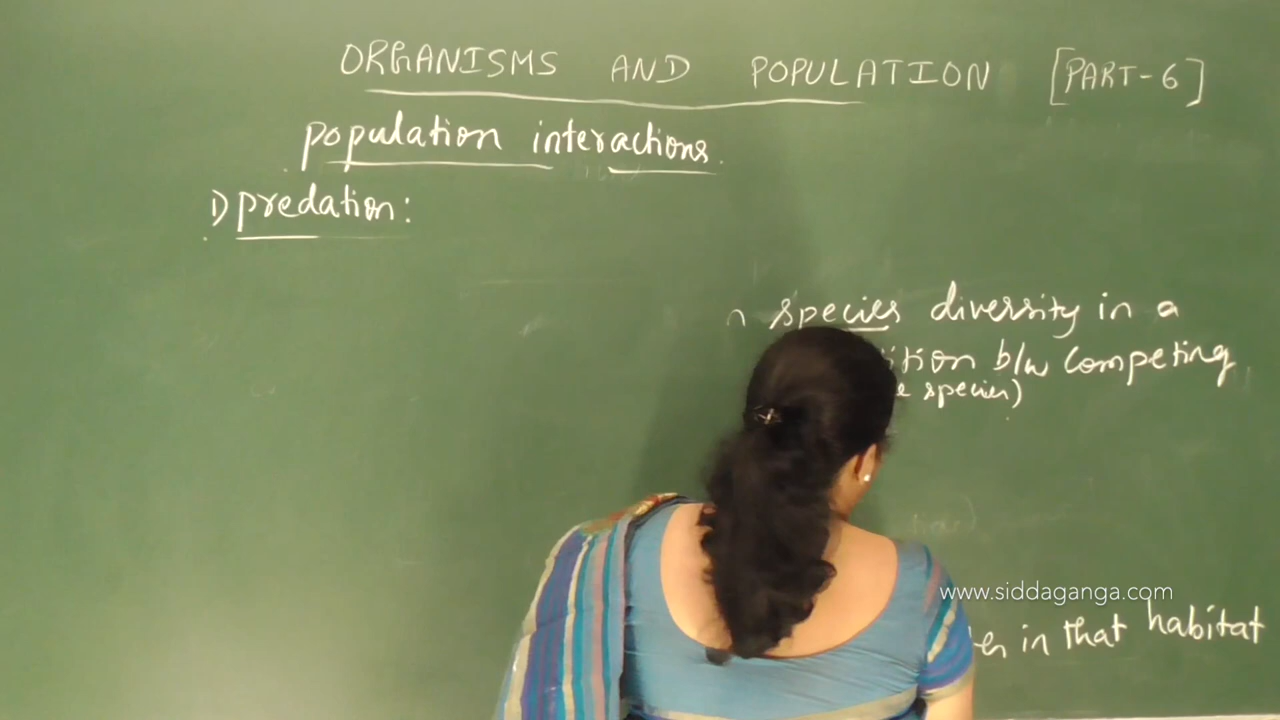 ORGANISMS AND POPULATION [PART-6]
population interactions.
1) predation:
n species diversity in a
ition b/w competing
e species)
www.siddaganga.com
in that habitat